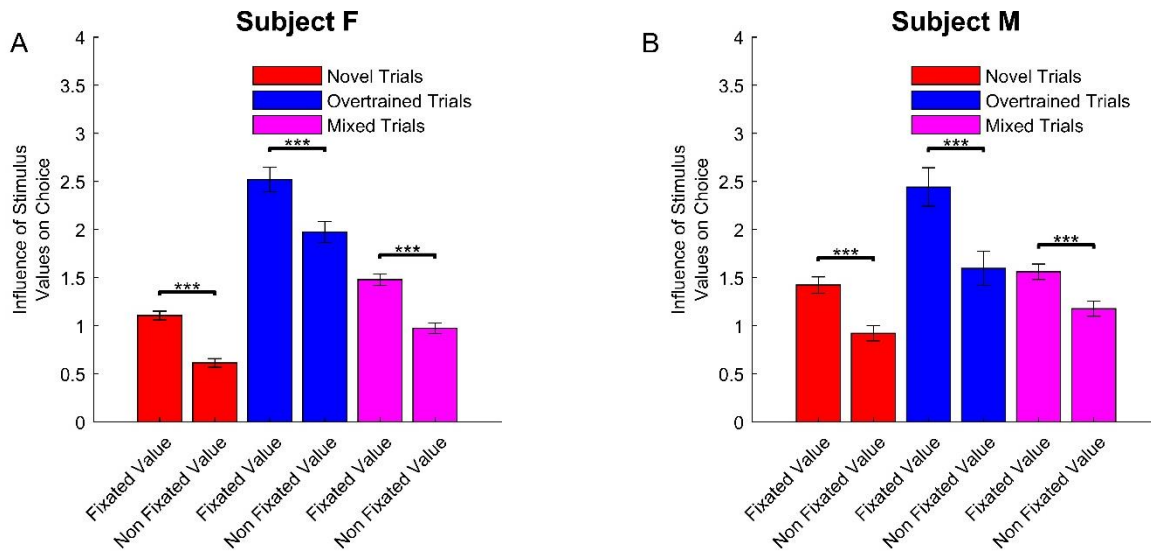 A
Subject F
Influence of Stimulus
Values on Choice
4
3.5
3
2.5
2
1.5
1
0.5
0
Novel Trials
Overtrained Trials
Mixed Trials
***
***
***
Fixated Value
Non Fixated Value
Fixated Value
Non Fixated Value
Fixated Value
Non Fixated Value
B
Subject M
Influence of Stimulus
Values on Choice
4
3.5
3
2.5
2
1.5
1
0.5
0
Novel Trials
Overtrained Trials
Mixed Trials
***
***
***
Fixated Value
Non Fixated Value
Fixated Value
Non Fixated Value
Fixated Value
Non Fixated Value